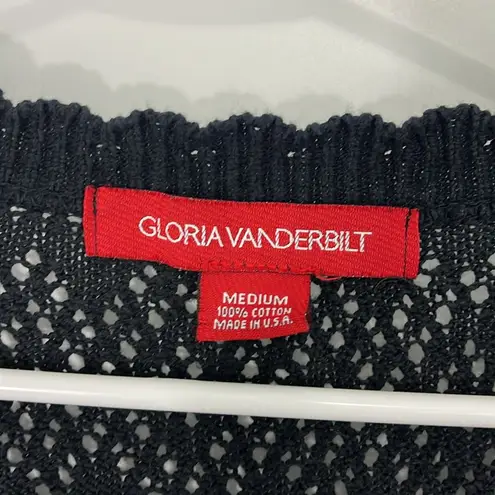 GLORIA VANDERBILT
MEDIUM
100% COTTON
MADE IN U.S.A.